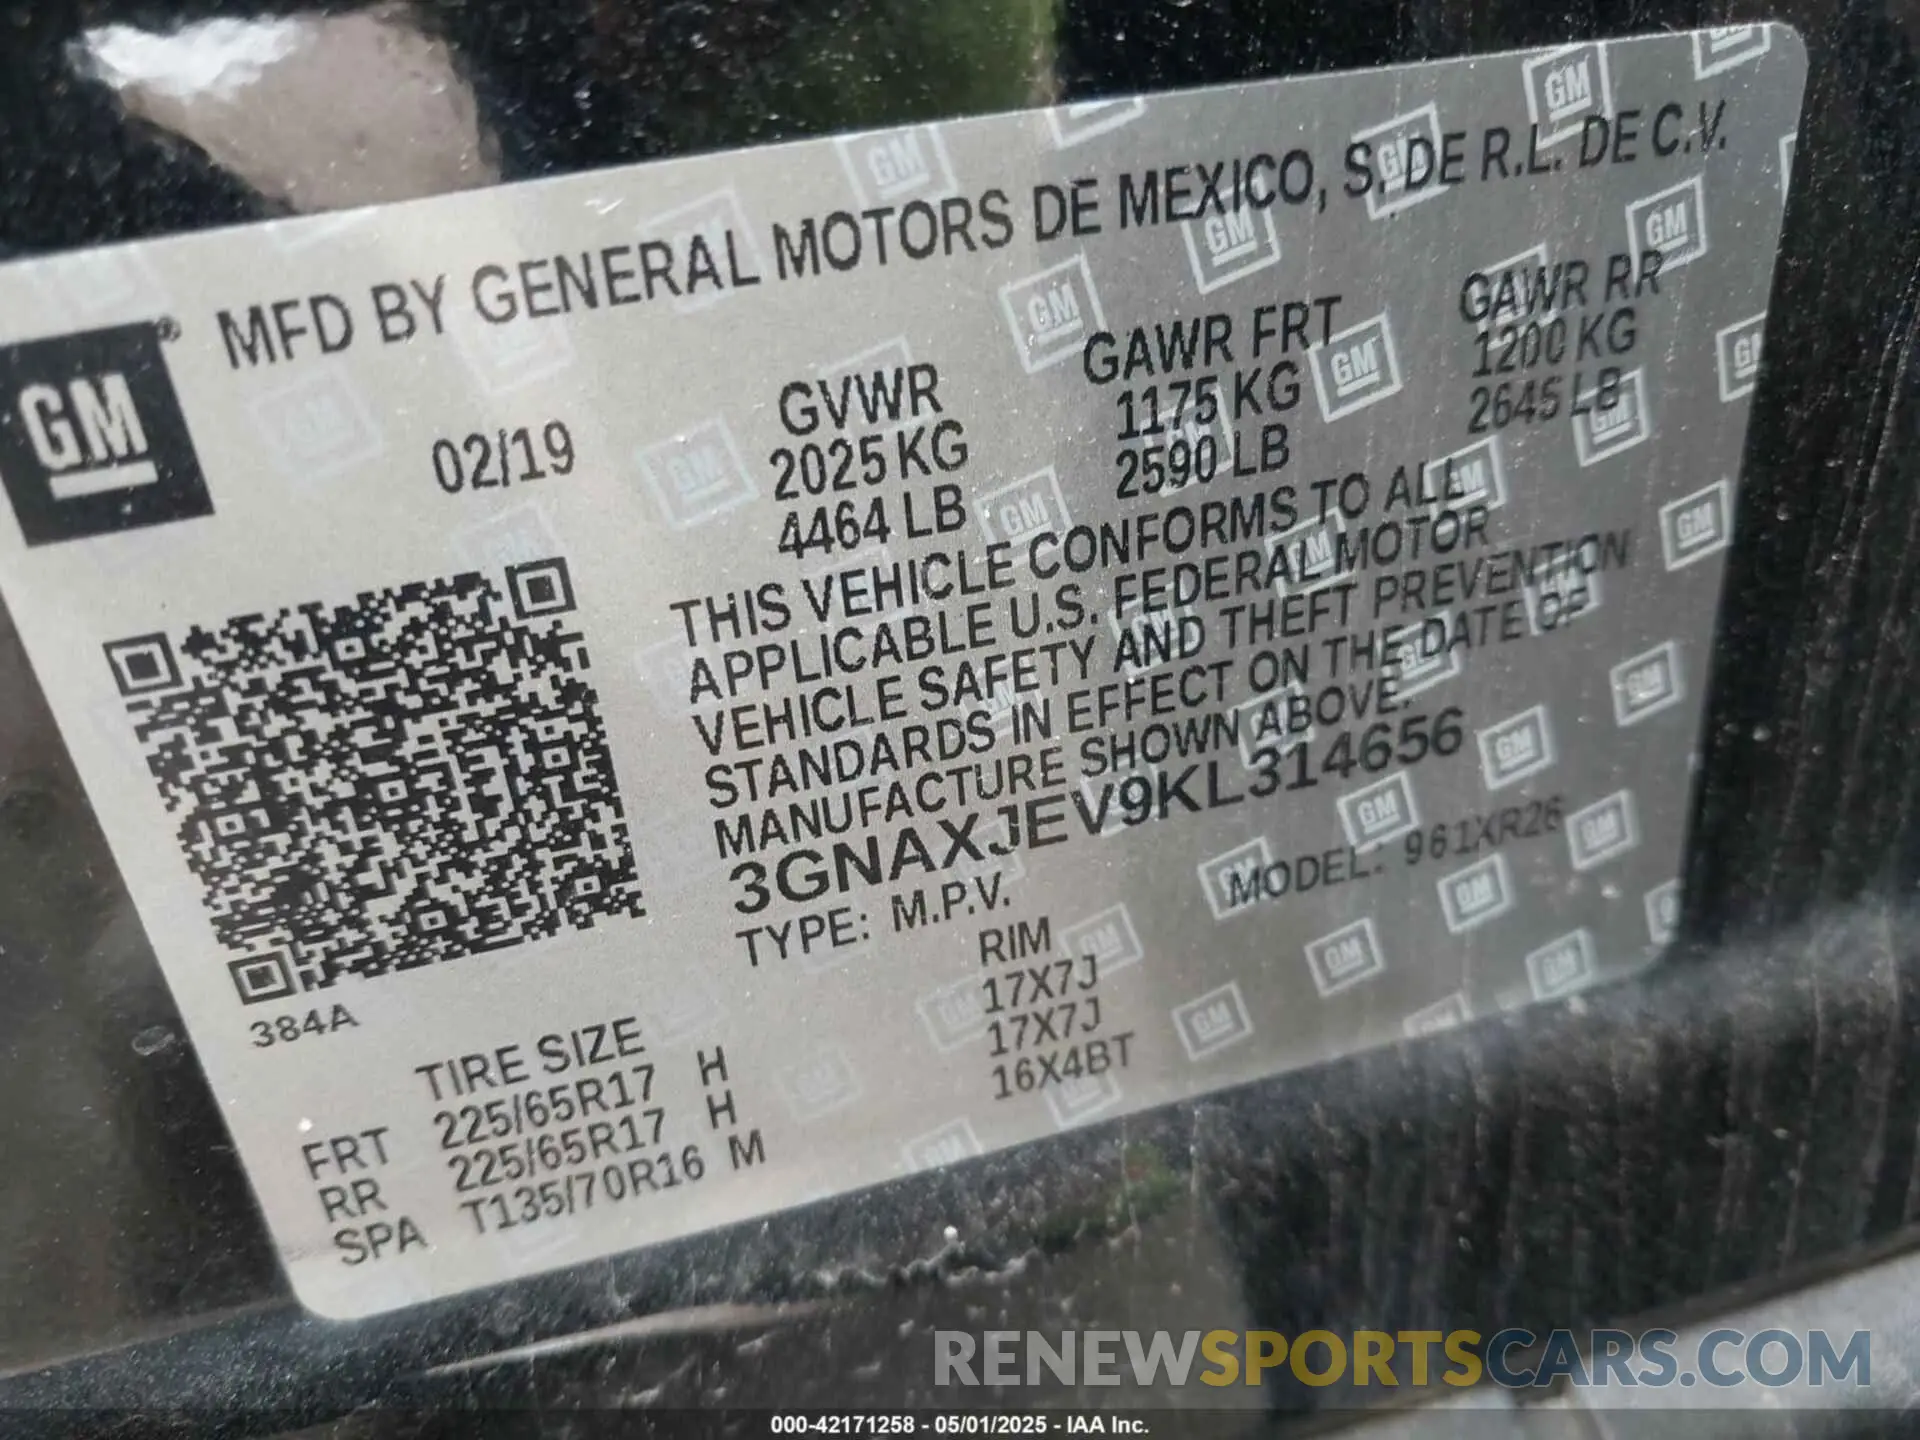 MFD BY GENERAL MOTORS DE MEXICO, S. DE R.L. DE C.V.
GM ®
02/19
GVWR
2025 KG
4464 LB
GAWR FRT
1175 KG
2590 LB
GAWR RR
1200 KG
2645 LB
THIS VEHICLE CONFORMS TO ALL
APPLICABLE U.S. FEDERAL MOTOR
VEHICLE SAFETY AND THEFT PREVENTION
STANDARDS IN EFFECT ON THE DATE OF
MANUFACTURE SHOWN ABOVE.
3GNAXJEV9KL314656
TYPE: M.P.V.
MODEL: 961XR26
384A
TIRE SIZE RIM
FRT 225/65R17 H 17X7J
RR 225/65R17 H 17X7J
SPA T135/70R16 M 16X4BT
RENEWSPORTSCARS.COM
000-42171258 - 05/01/2025 - IAA Inc.